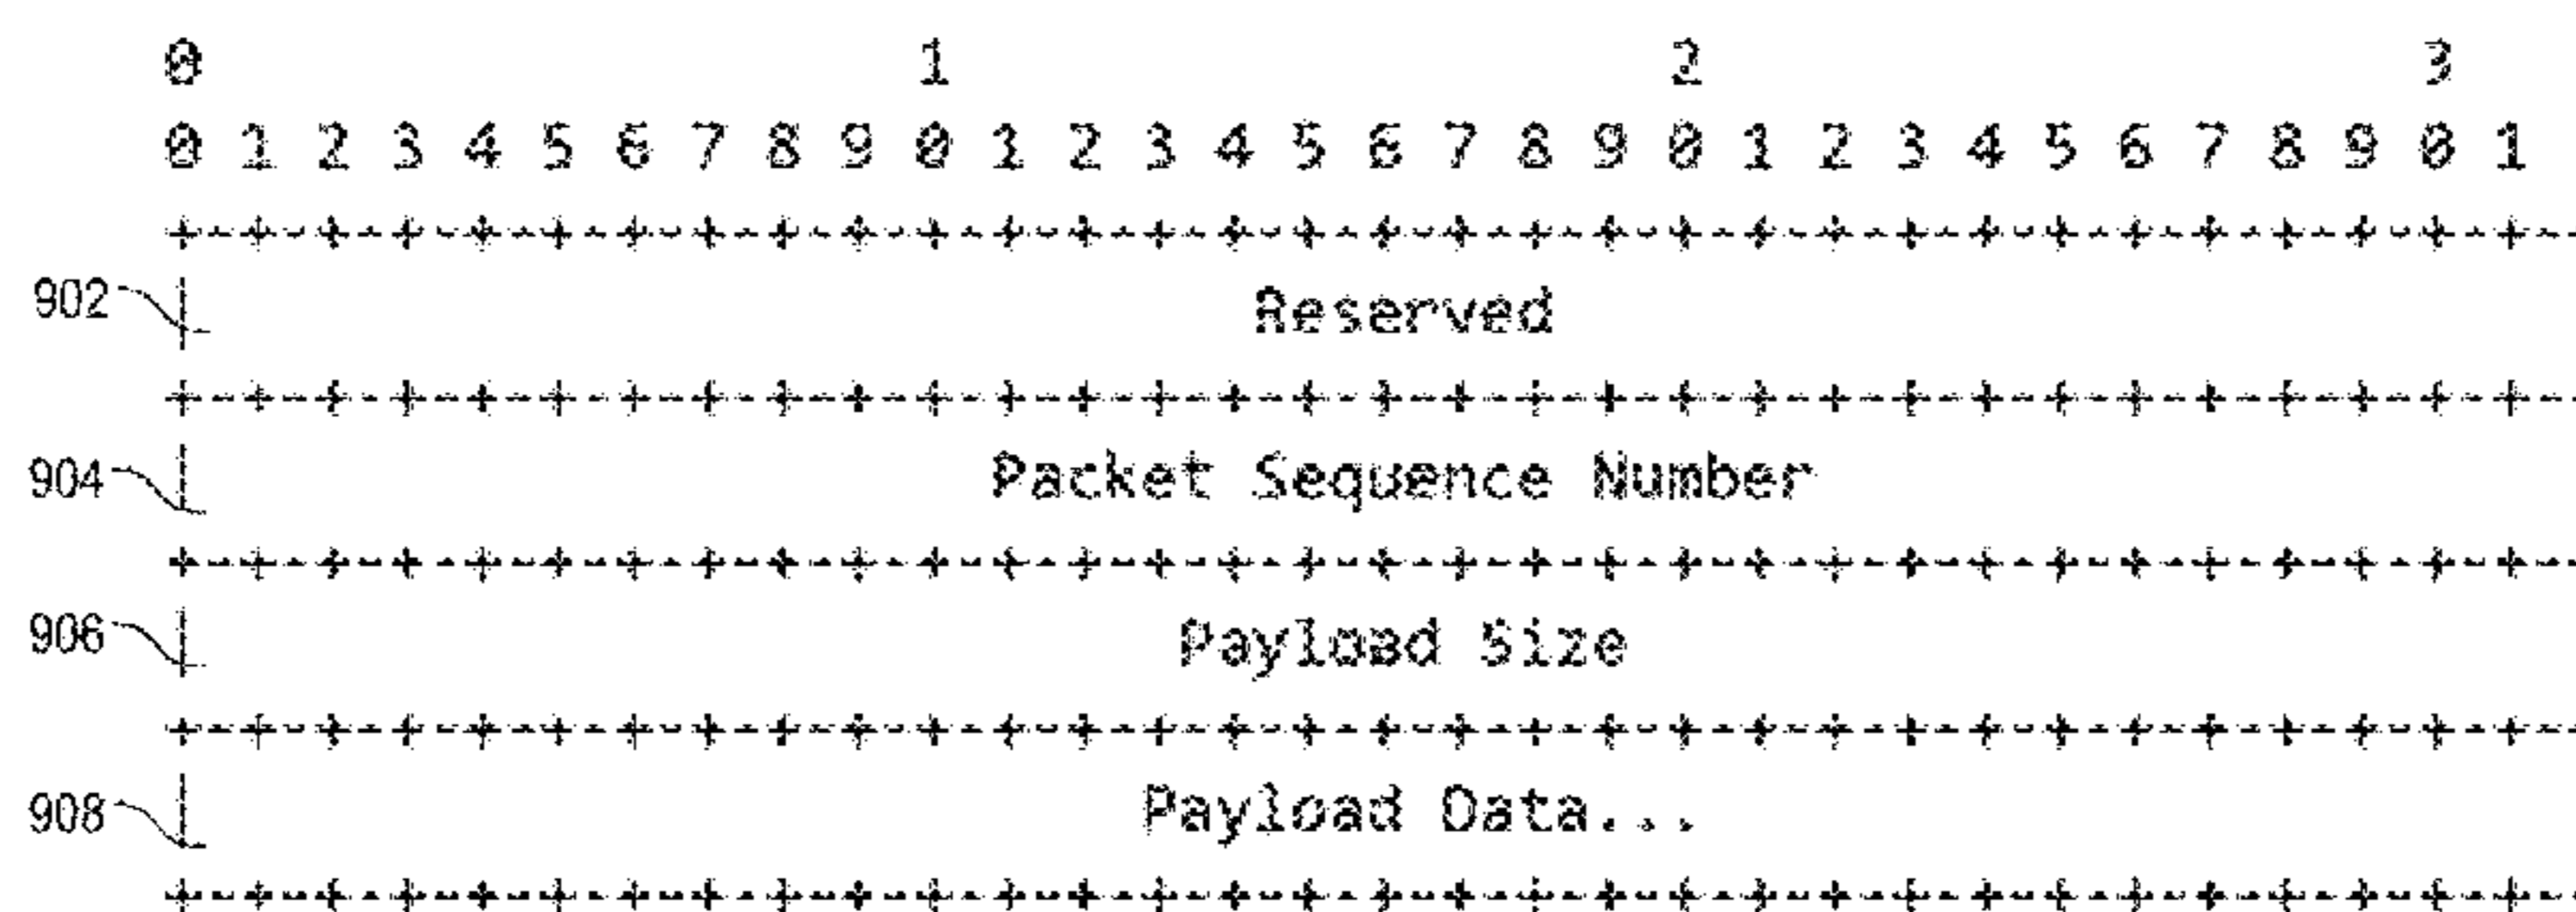 0 1 2 3
0 1 2 3 4 5 6 7 8 9 0 1 2 3 4 5 6 7 8 9 0 1 2 3 4 5 6 7 8 9 0 1
+-+-+-+-+-+-+-+-+-+-+-+-+-+-+-+-+-+-+-+-+-+-+-+-+-+-+-+-+-+-+-+-
902 | Reserved
+-+-+-+-+-+-+-+-+-+-+-+-+-+-+-+-+-+-+-+-+-+-+-+-+-+-+-+-+-+-+-+-
904 | Packet Sequence Number
+-+-+-+-+-+-+-+-+-+-+-+-+-+-+-+-+-+-+-+-+-+-+-+-+-+-+-+-+-+-+-+-
906 | Payload Size
+-+-+-+-+-+-+-+-+-+-+-+-+-+-+-+-+-+-+-+-+-+-+-+-+-+-+-+-+-+-+-+-
908 | Payload Data...
+-+-+-+-+-+-+-+-+-+-+-+-+-+-+-+-+-+-+-+-+-+-+-+-+-+-+-+-+-+-+-+-